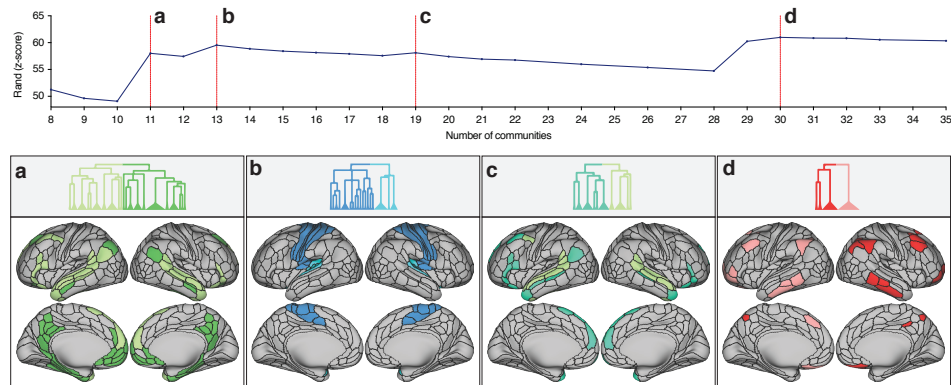 a b c d
65
60
55
50
Rand (z-score)
8 9 10 11 12 13 14 15 16 17 18 19 20 21 22 23 24 25 26 27 28 29 30 31 32 33 34 35
Number of communities
a b c d